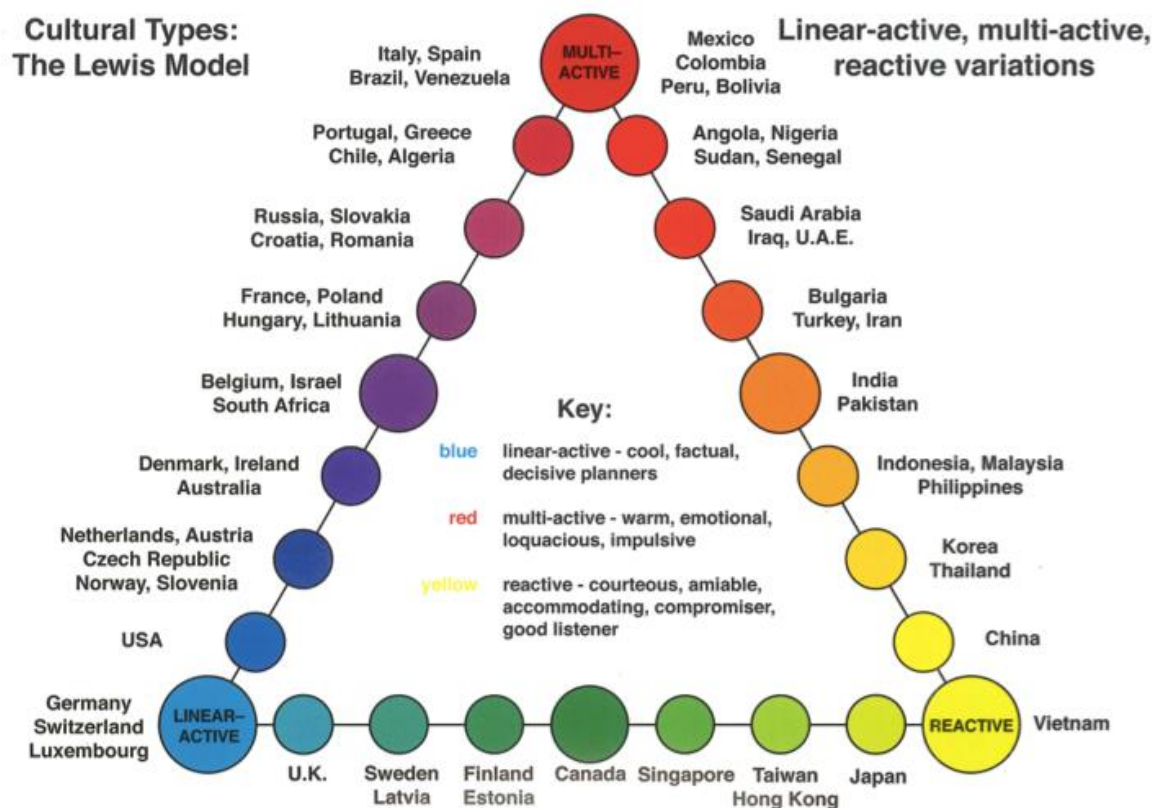 Cultural Types:
The Lewis Model
Linear-active, multi-active,
reactive variations
MULTI–
ACTIVE
Italy, Spain
Brazil, Venezuela
Mexico
Colombia
Peru, Bolivia
Portugal, Greece
Chile, Algeria
Angola, Nigeria
Sudan, Senegal
Russia, Slovakia
Croatia, Romania
Saudi Arabia
Iraq, U.A.E.
France, Poland
Hungary, Lithuania
Bulgaria
Turkey, Iran
Belgium, Israel
South Africa
India
Pakistan
Key:
blue linear-active - cool, factual,
decisive planners
red multi-active - warm, emotional,
loquacious, impulsive
yellow reactive - courteous, amiable,
accommodating, compromiser,
good listener
Denmark, Ireland
Australia
Indonesia, Malaysia
Philippines
Netherlands, Austria
Czech Republic
Norway, Slovenia
Korea
Thailand
USA
China
Germany
Switzerland
Luxembourg
LINEAR–
ACTIVE
REACTIVE
Vietnam
U.K.
Sweden
Latvia
Finland
Estonia
Canada
Singapore
Taiwan
Hong Kong
Japan